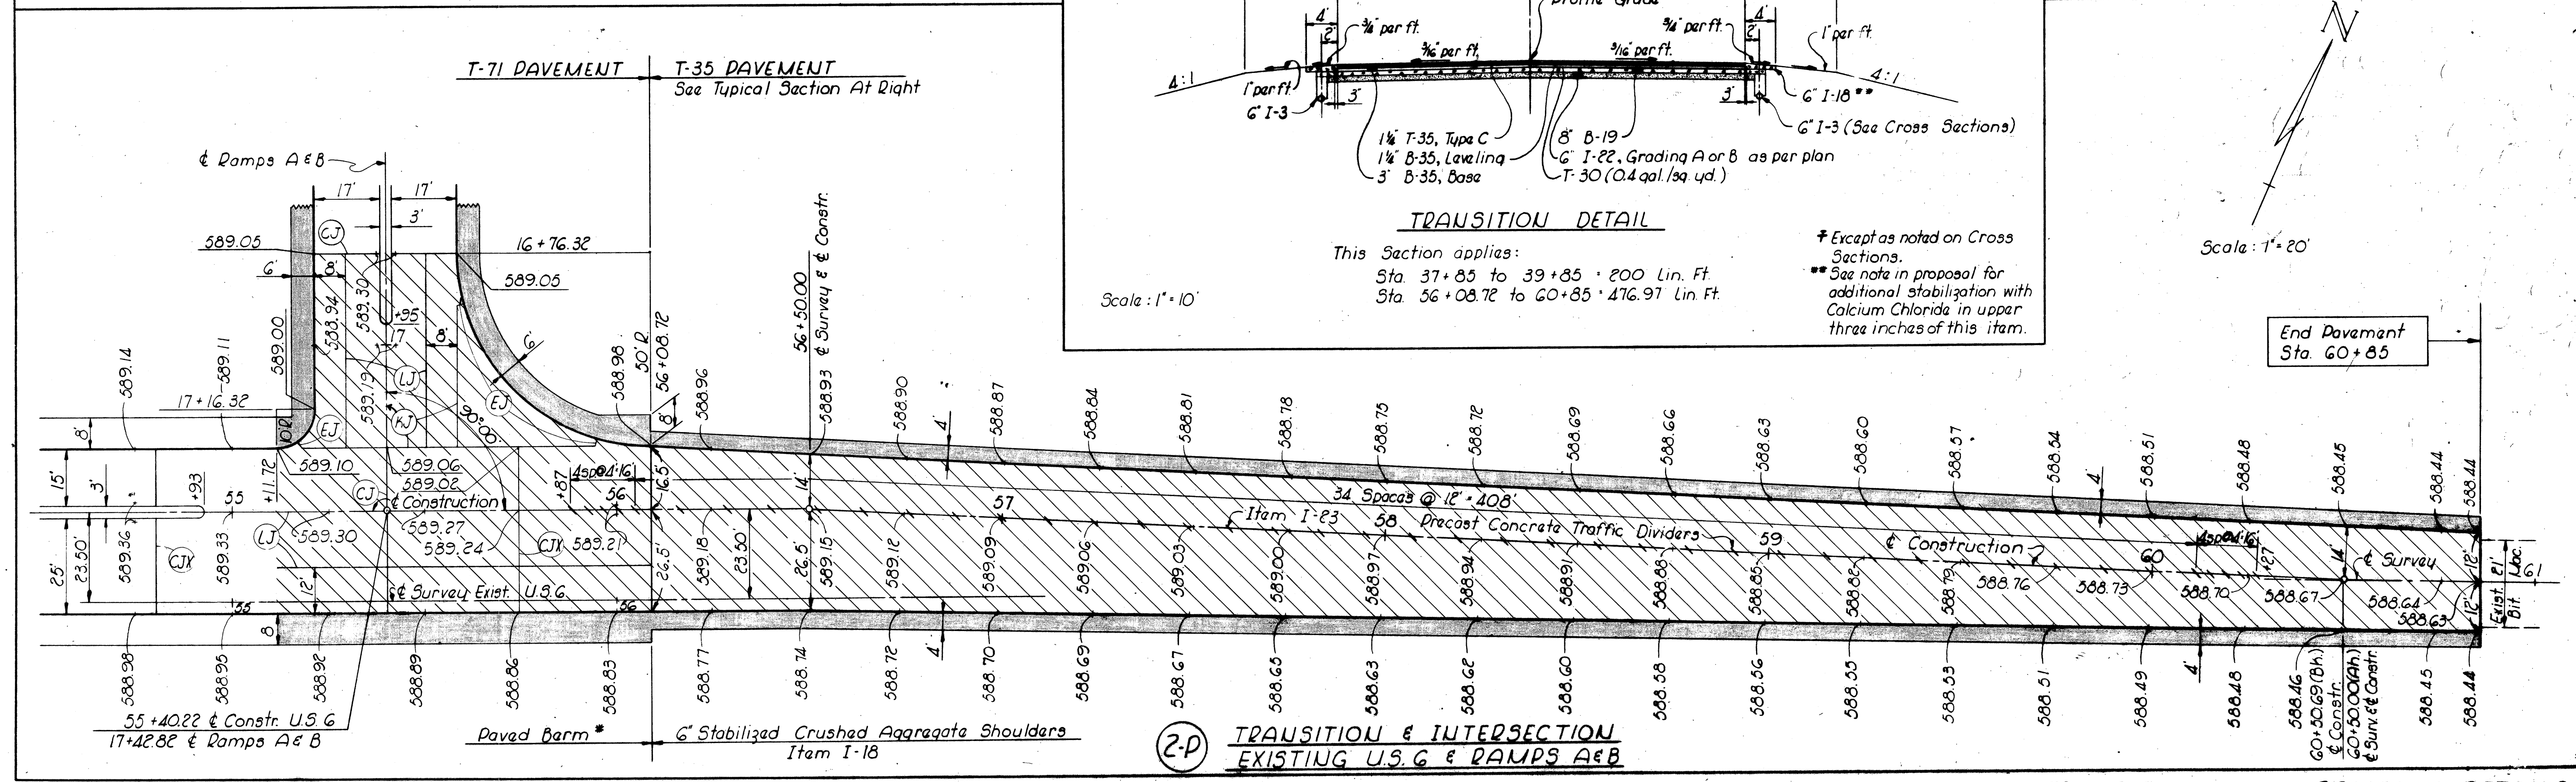 Profile Grade
4'
2'
¾" per ft.
3/16" per ft.
3/16" per ft.
¾" per ft.
4'
2'
1" per ft.
4:1
1" per ft.
6" I-3
3"
3"
4:1
6" I-18 **
6" I-3 (See Cross Sections)
1¼" T-35, Type C
1¼" B-35, Leveling
3" B-35, Base
8" B-19
6" I-22, Grading A or B as per plan
T-30 (0.4 gal./sq. yd.)
TRANSITION DETAIL
This Section applies:
Sta. 37+85 to 39+85 = 200 Lin. Ft.
Sta. 56+08.72 to 60+85 = 476.97 Lin. Ft.
Scale: 1" = 10'
Ŧ Except as noted on Cross
Sections.
** See note in proposal for
additional stabilization with
Calcium Chloride in upper
three inches of this item.
N
Scale: 1" = 20'
T-71 PAVEMENT
T-35 PAVEMENT
See Typical Section At Right
₵ Ramps A & B
17'
17'
3'
CJ
589.05
16+76.32
589.05
6'
8'
588.94
589.30
+95
7
8'
589.00
589.19
LJ
KJ
90°00'
EJ
6'
588.98
50' R.
56+08.72
8'
56+50.00
₵ Survey & ₵ Constr.
End Pavement
Sta. 60+85
589.14
589.11
17+16.32
10'R
EJ
8'
588.96
588.93
588.90
588.87
588.84
588.81
588.78
588.75
588.72
588.69
588.66
588.63
588.60
588.57
588.54
588.51
588.48
588.45
588.44
588.44
4'
4'
15'
3'
+93
55
+11.72
589.10
589.06
589.02
CJ
₵ Construction
+87
4sp@4'=16'
56
16.5'
14'
57
34 Spaces @ 12' = 408'
Item I-23
58
Precast Concrete Traffic Dividers
59
₵ Construction
60
4sp@4'=16'
+27
14'
₵ Survey
12'
25'
23.50'
589.36
CJX
589.33
LJ
589.30
589.27
589.24
CJX
589.21
26.5'
589.18
23.50'
26.5'
589.15
589.12
589.09
589.06
589.03
589.00
588.97
588.94
588.91
588.88
588.85
588.82
588.79
588.76
588.73
588.70
588.67
588.64
588.63
12'
Exist. 21'
Bit. Mac.
61
12'
₵ Survey Exist. U.S.6
55
56
8
588.98
588.95
588.92
588.89
588.86
588.83
588.77
588.74
588.72
588.70
588.69
588.67
588.65
588.63
588.62
588.60
588.58
588.56
588.55
588.53
588.51
588.49
588.48
588.46
588.45
588.44
4'
4'
60+50.69(Bk.)
₵ Constr.
60+50.00(Ah.)
₵ Surv. & ₵ Constr.
55+40.22 ₵ Constr. U.S.6
17+42.82 ₵ Ramps A & B
Paved Berm *
6" Stabilized Crushed Aggregate Shoulders
Item I-18
2-P
TRANSITION & INTERSECTION
EXISTING U.S.6 & RAMPS A&B